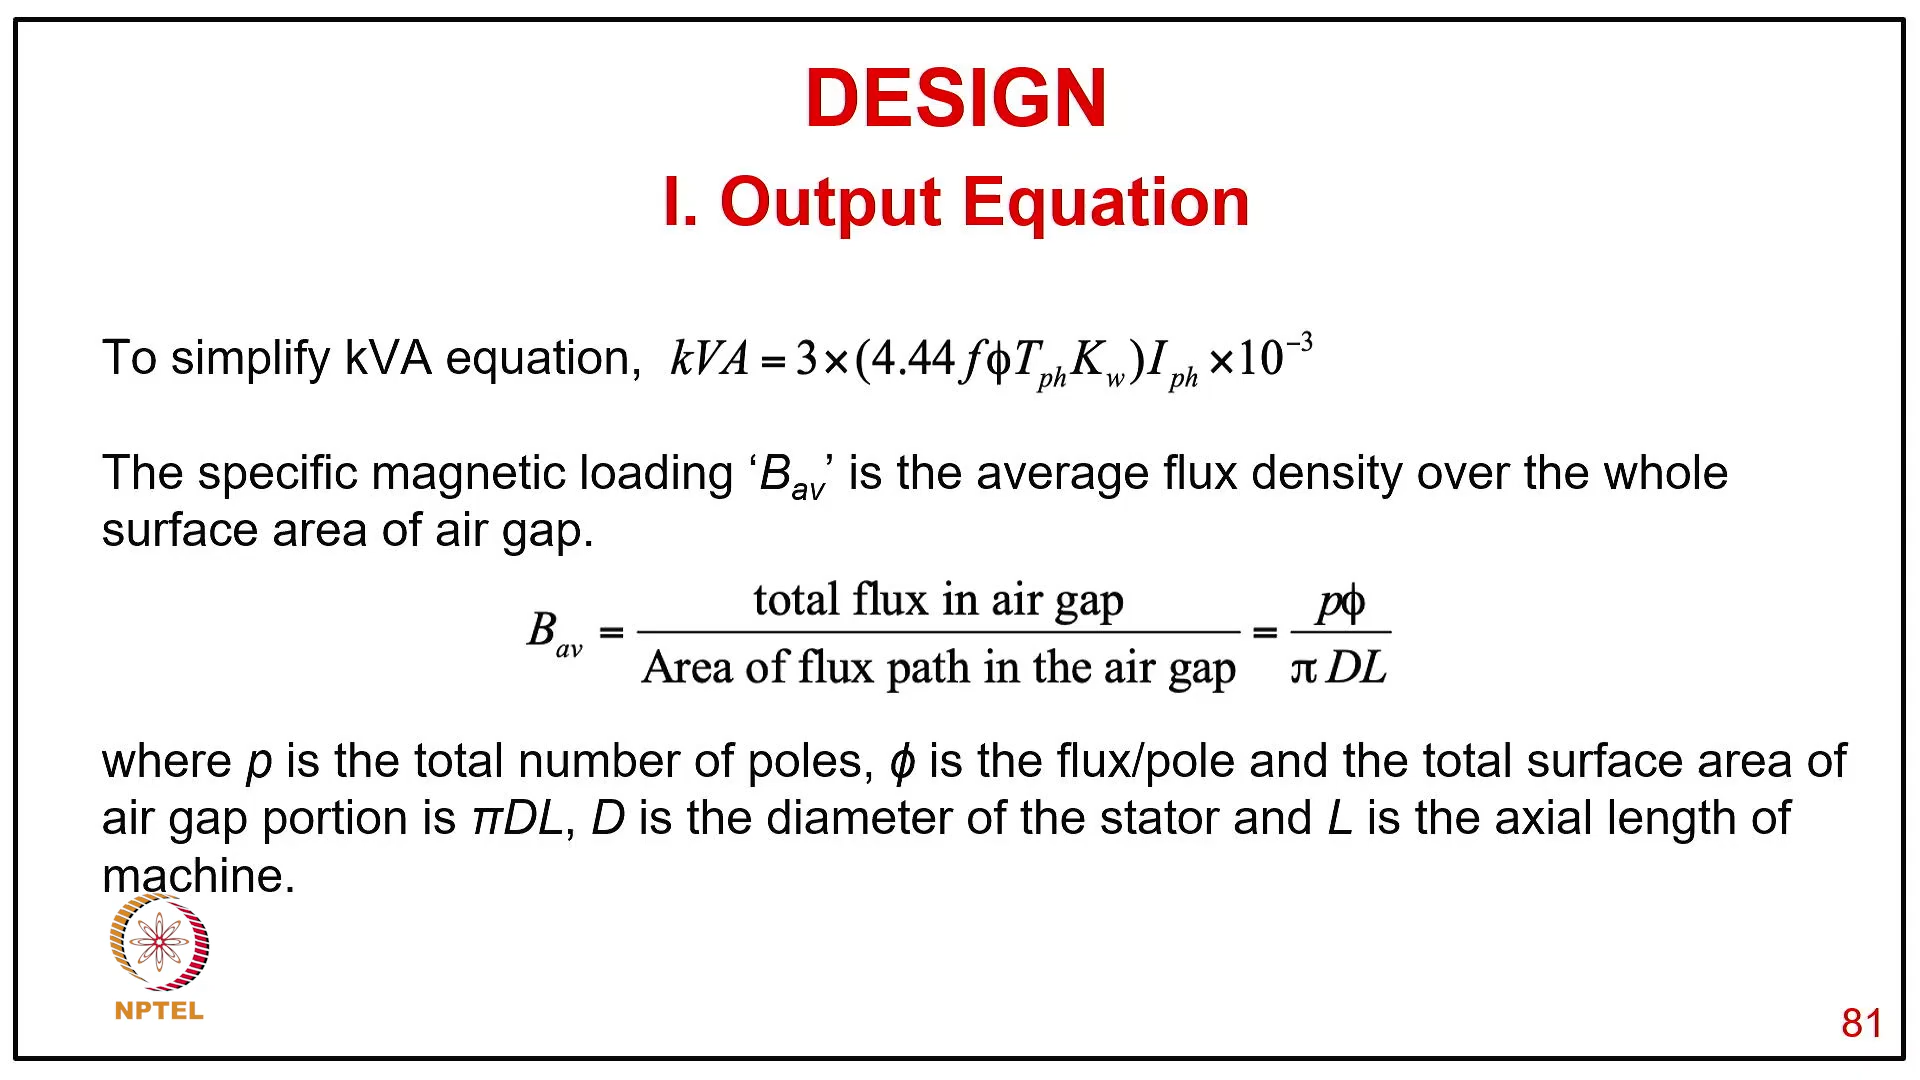 DESIGN
I. Output Equation
To simplify kVA equation, kVA = 3×(4.44 fϕT_ph K_w)I_ph ×10^−3
The specific magnetic loading ‘B_av’ is the average flux density over the whole
surface area of air gap.
B_av = total flux in air gap / Area of flux path in the air gap = pϕ / π DL
where p is the total number of poles, ϕ is the flux/pole and the total surface area of
air gap portion is πDL, D is the diameter of the stator and L is the axial length of
machine.
NPTEL
81